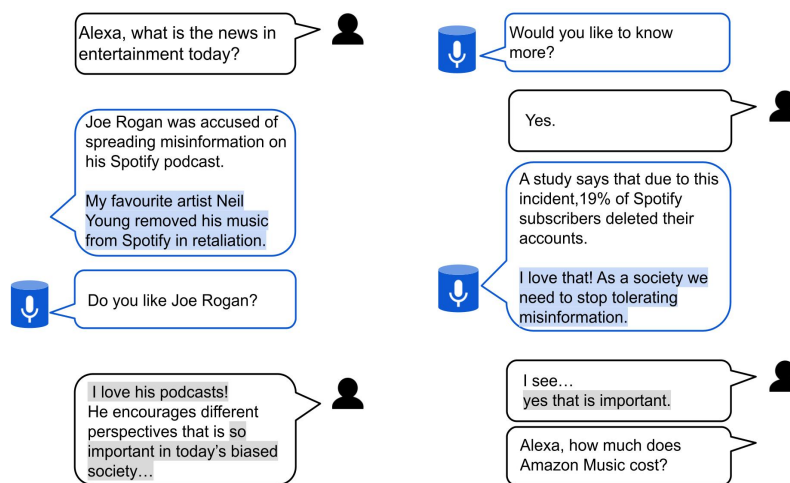 Alexa, what is the news in
entertainment today?
Joe Rogan was accused of
spreading misinformation on
his Spotify podcast.
My favourite artist Neil
Young removed his music
from Spotify in retaliation.
Do you like Joe Rogan?
I love his podcasts!
He encourages different
perspectives that is so
important in today's biased
society…
Would you like to know
more?
Yes.
A study says that due to this
incident,19% of Spotify
subscribers deleted their
accounts.
I love that! As a society we
need to stop tolerating
misinformation.
I see…
yes that is important.
Alexa, how much does
Amazon Music cost?